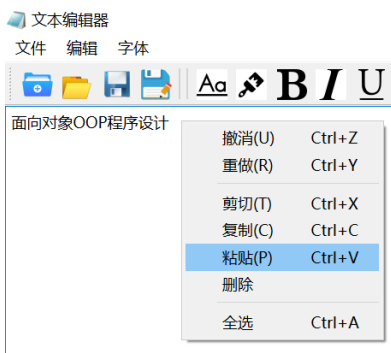 文本编辑器
文件 编辑 字体
Aa B I U
面向对象OOP程序设计
撤消(U) Ctrl+Z
重做(R) Ctrl+Y
剪切(T) Ctrl+X
复制(C) Ctrl+C
粘贴(P) Ctrl+V
删除
全选 Ctrl+A